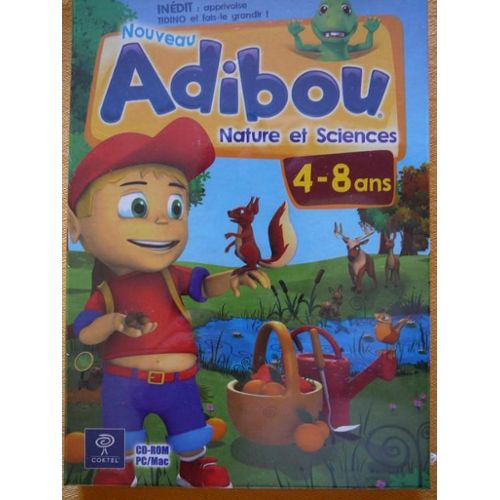 INÉDIT : apprivoise
TIDINO et fais-le grandir !
Nouveau
Adibou
Nature et Sciences
4-8 ans
COKTEL
CD-ROM
PC/Mac